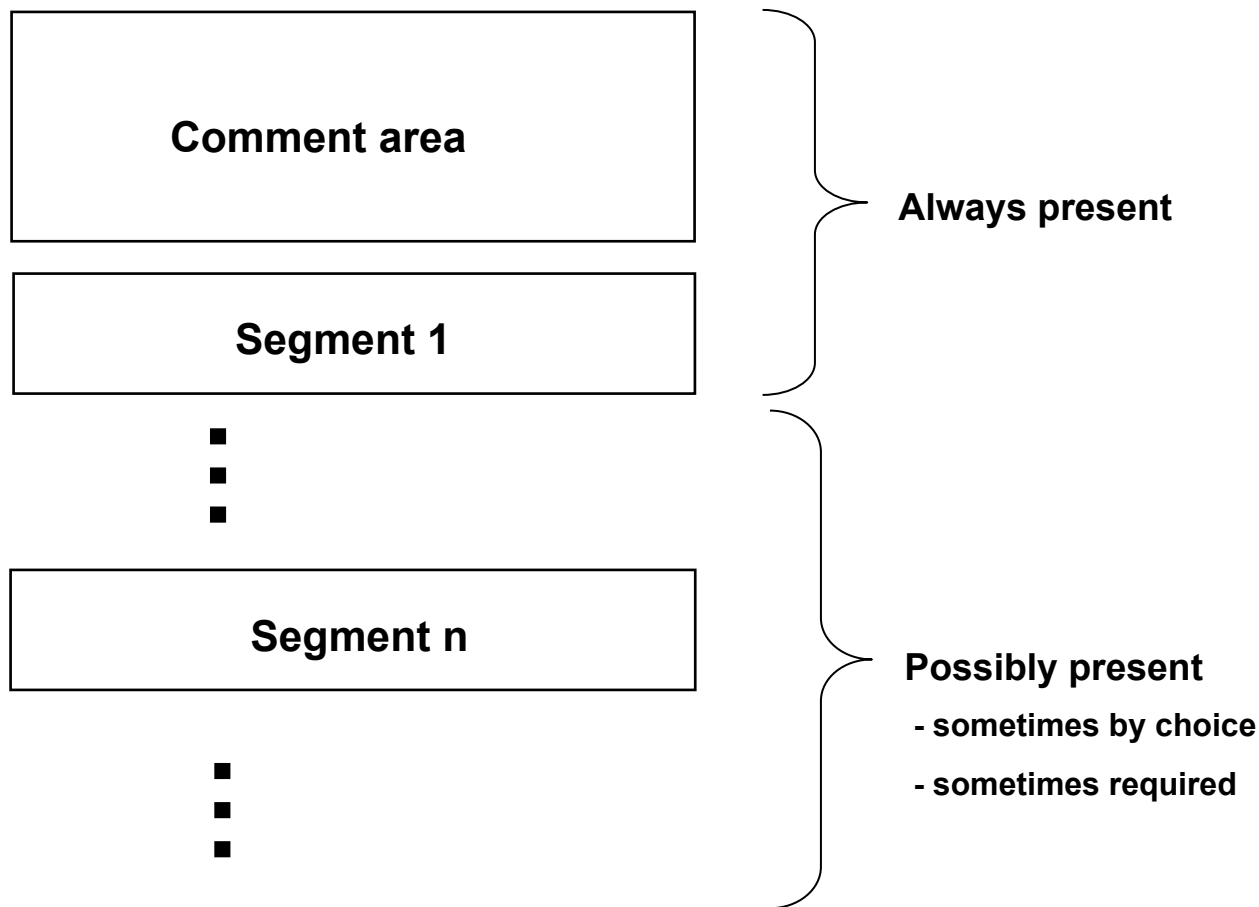 Comment area
Always present
Segment 1
Segment n
Possibly present
- sometimes by choice
- sometimes required